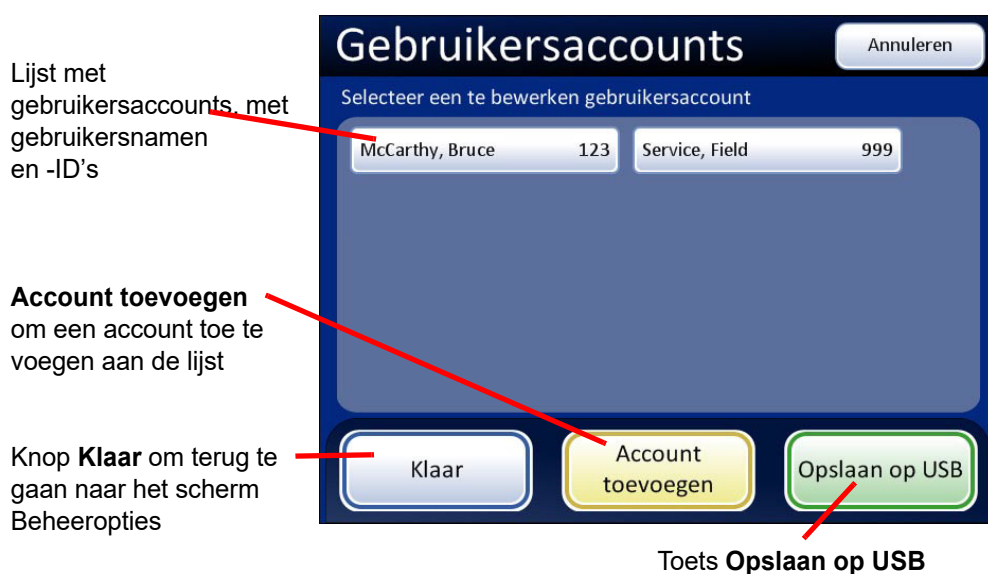 Gebruikersaccounts
Annuleren
Selecteer een te bewerken gebruikersaccount
McCarthy, Bruce 123
Service, Field 999
Klaar
Account
toevoegen
Opslaan op USB
Lijst met
gebruikersaccounts, met
gebruikersnamen
en -ID’s
Account toevoegen
om een account toe te
voegen aan de lijst
Knop Klaar om terug te
gaan naar het scherm
Beheeropties
Toets Opslaan op USB